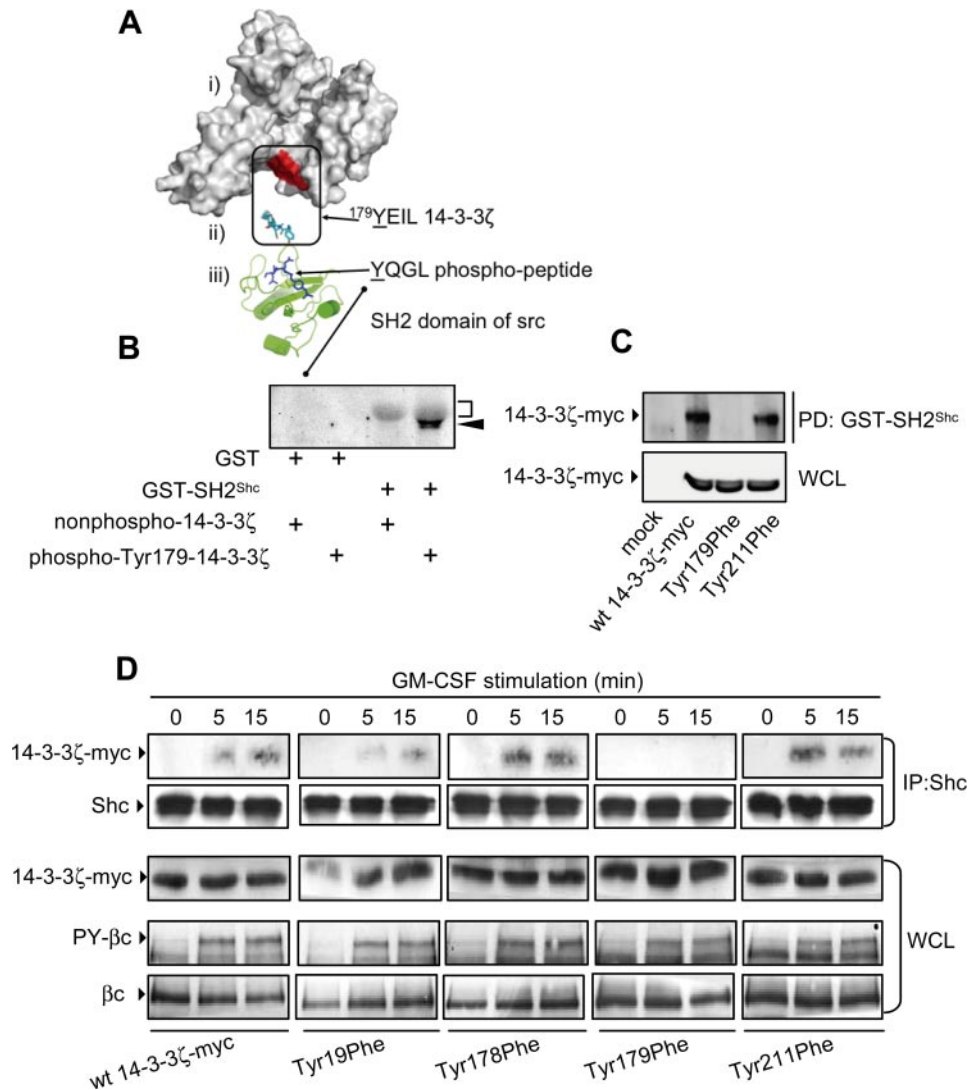 A
i)
ii)
¹⁷⁹YEIL 14-3-3ζ
iii)
YQGL phospho-peptide
SH2 domain of src
B
GST + +
GST-SH2ˢʰᶜ + +
nonphospho-14-3-3ζ + +
phospho-Tyr179-14-3-3ζ + +
C
14-3-3ζ-myc
PD: GST-SH2ˢʰᶜ
14-3-3ζ-myc
WCL
mock
wt 14-3-3ζ-myc
Tyr179Phe
Tyr211Phe
D
GM-CSF stimulation (min)
0 5 15 0 5 15 0 5 15 0 5 15 0 5 15
14-3-3ζ-myc
IP:Shc
Shc
14-3-3ζ-myc
PY-βc
WCL
βc
wt 14-3-3ζ-myc
Tyr19Phe
Tyr178Phe
Tyr179Phe
Tyr211Phe